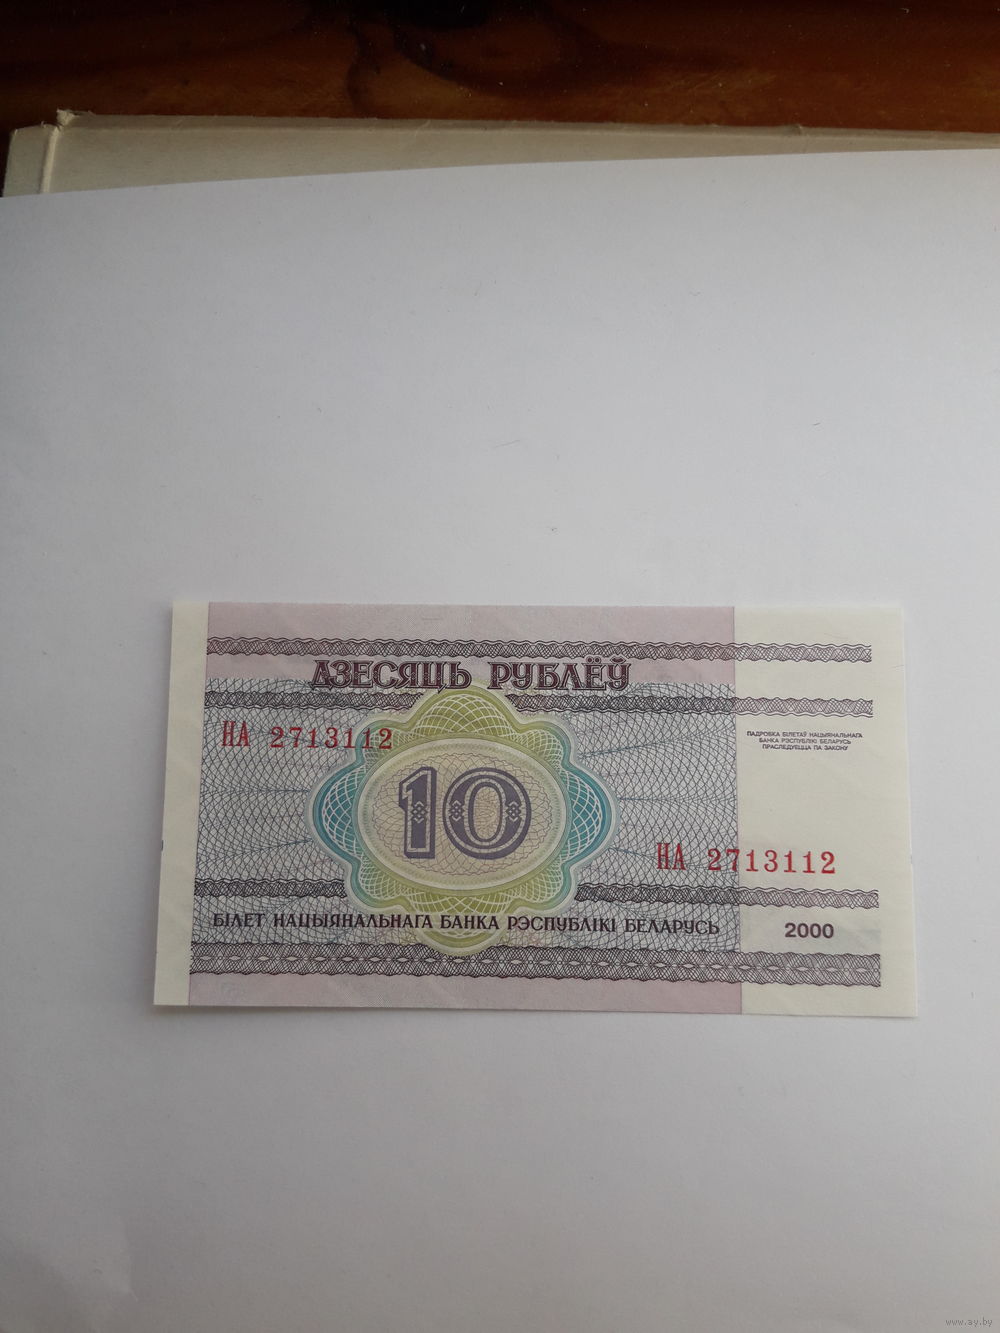 ДЗЕСЯЦЬ РУБЛЁЎ
НА 2713112
ПАДРОБКА БІЛЕТАЎ НАЦЫЯНАЛЬНАГА
БАНКА РЭСПУБЛІКІ БЕЛАРУСЬ
ПРАСЛЕДУЕЦЦА ПА ЗАКОНУ
10
НА 2713112
БІЛЕТ НАЦЫЯНАЛЬНАГА БАНКА РЭСПУБЛІКІ БЕЛАРУСЬ
2000
www.ay.by